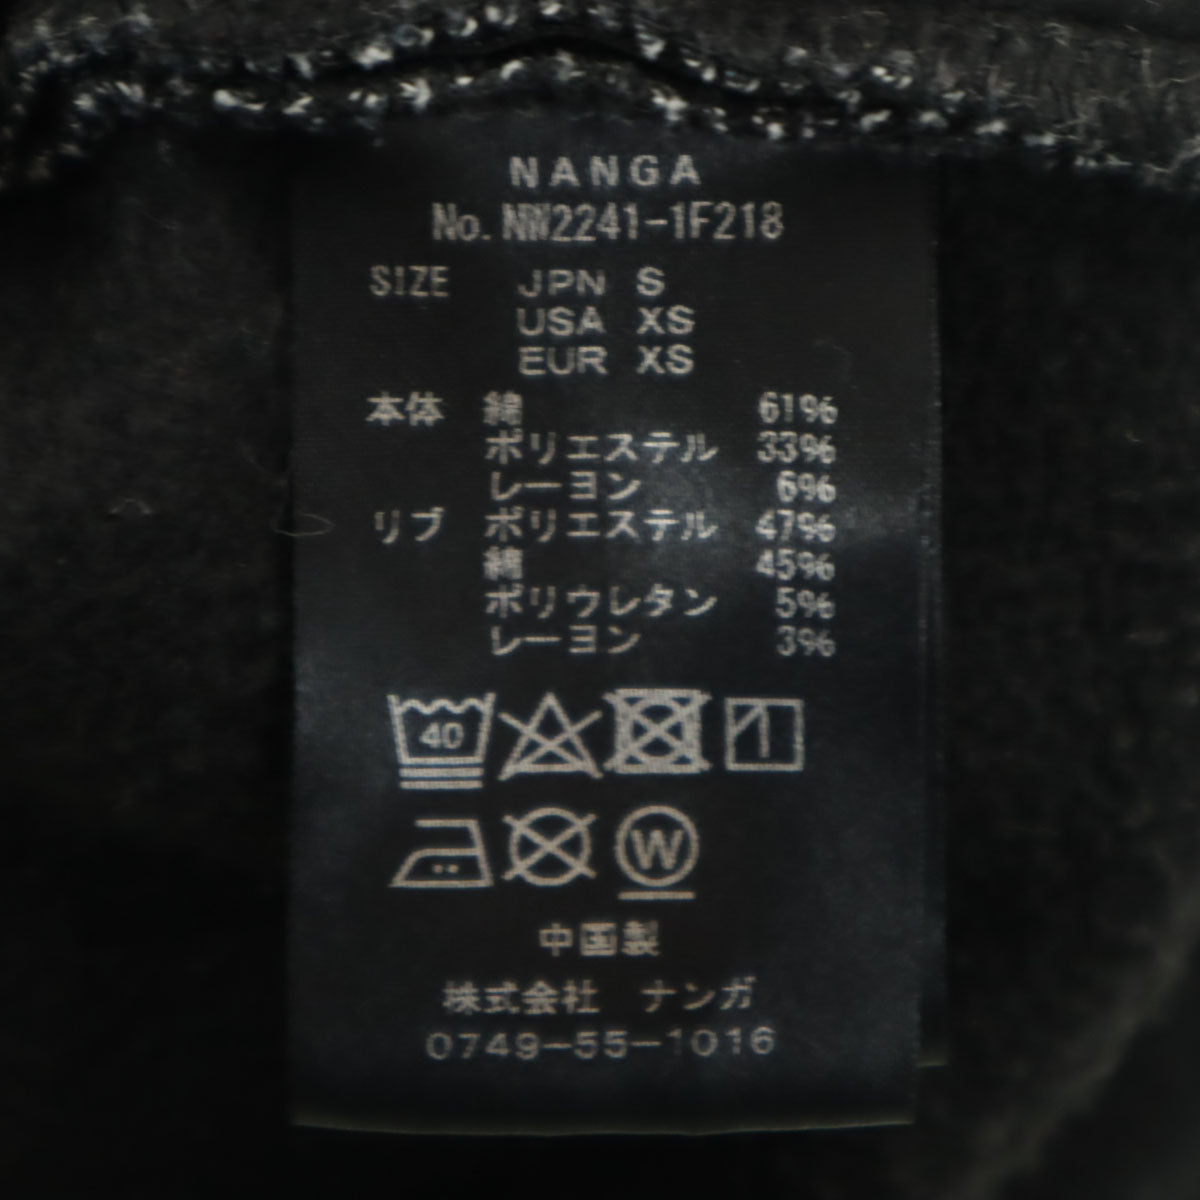 NANGA
No. NW2241-1F218
SIZE JPN S
USA XS
EUR XS
本体 綿 61%
ポリエステル 33%
レーヨン 6%
リブ ポリエステル 47%
綿 45%
ポリウレタン 5%
レーヨン 3%
40
W
中国製
株式会社 ナンガ
0749-55-1016